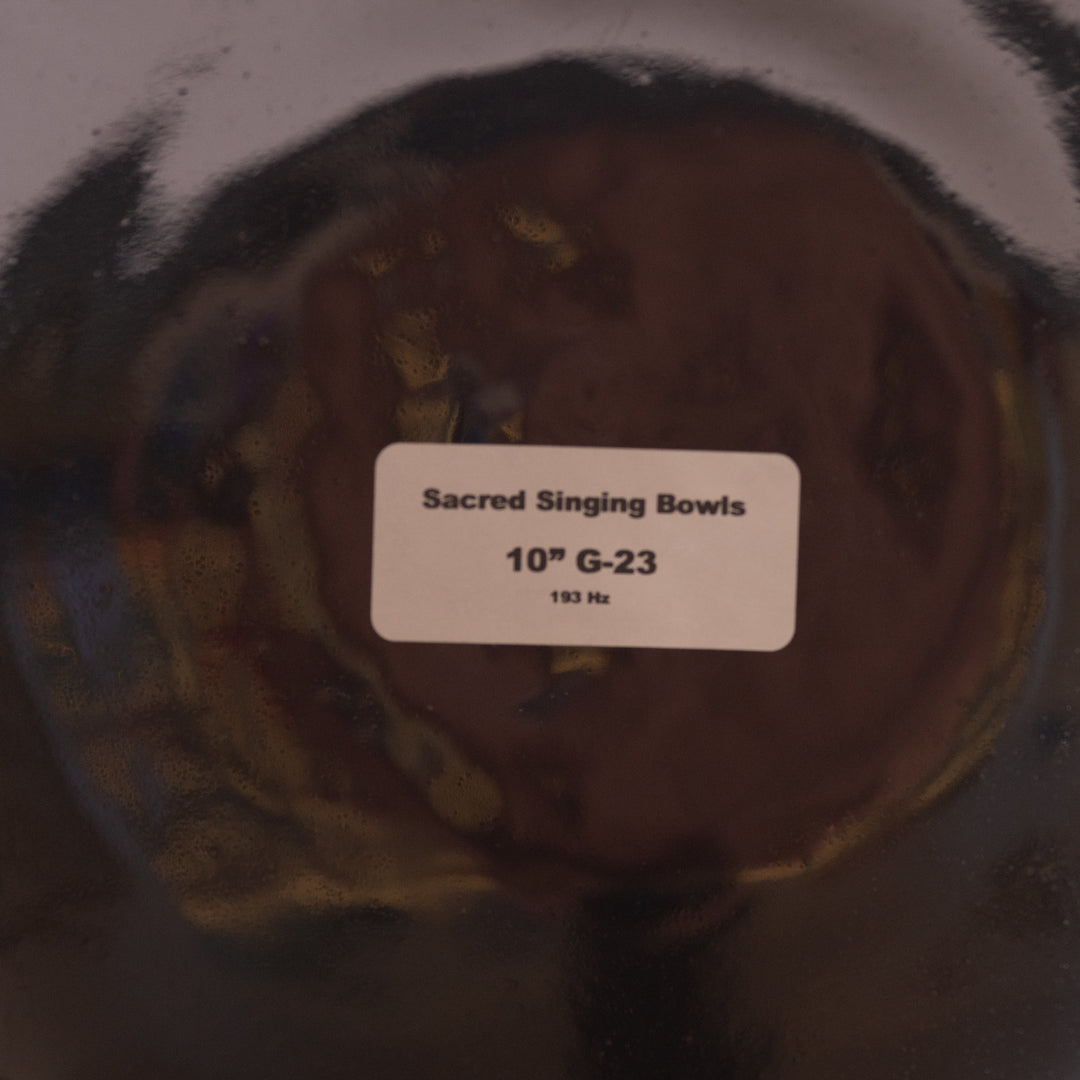 Sacred Singing Bowls
10” G-23
193 Hz